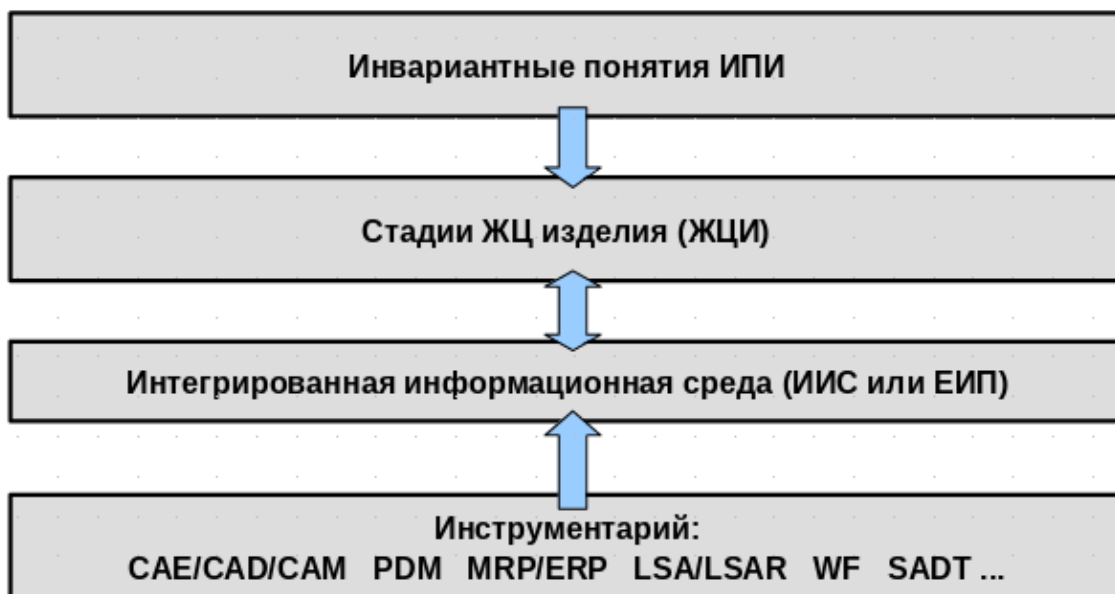 Инвариантные понятия ИПИ
Стадии ЖЦ изделия (ЖЦИ)
Интегрированная информационная среда (ИИС или ЕИП)
Инструментарий:
CAE/CAD/CAM PDM MRP/ERP LSA/LSAR WF SADT ...